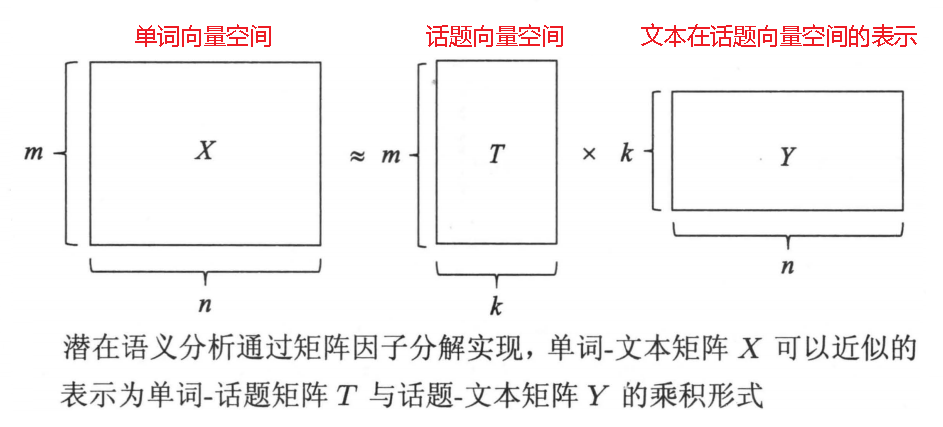 单词向量空间 话题向量空间 文本在话题向量空间的表示
m X ≈ m T × k Y
n k n
潜在语义分析通过矩阵因子分解实现，单词-文本矩阵 X 可以近似的
表示为单词-话题矩阵 T 与话题-文本矩阵 Y 的乘积形式